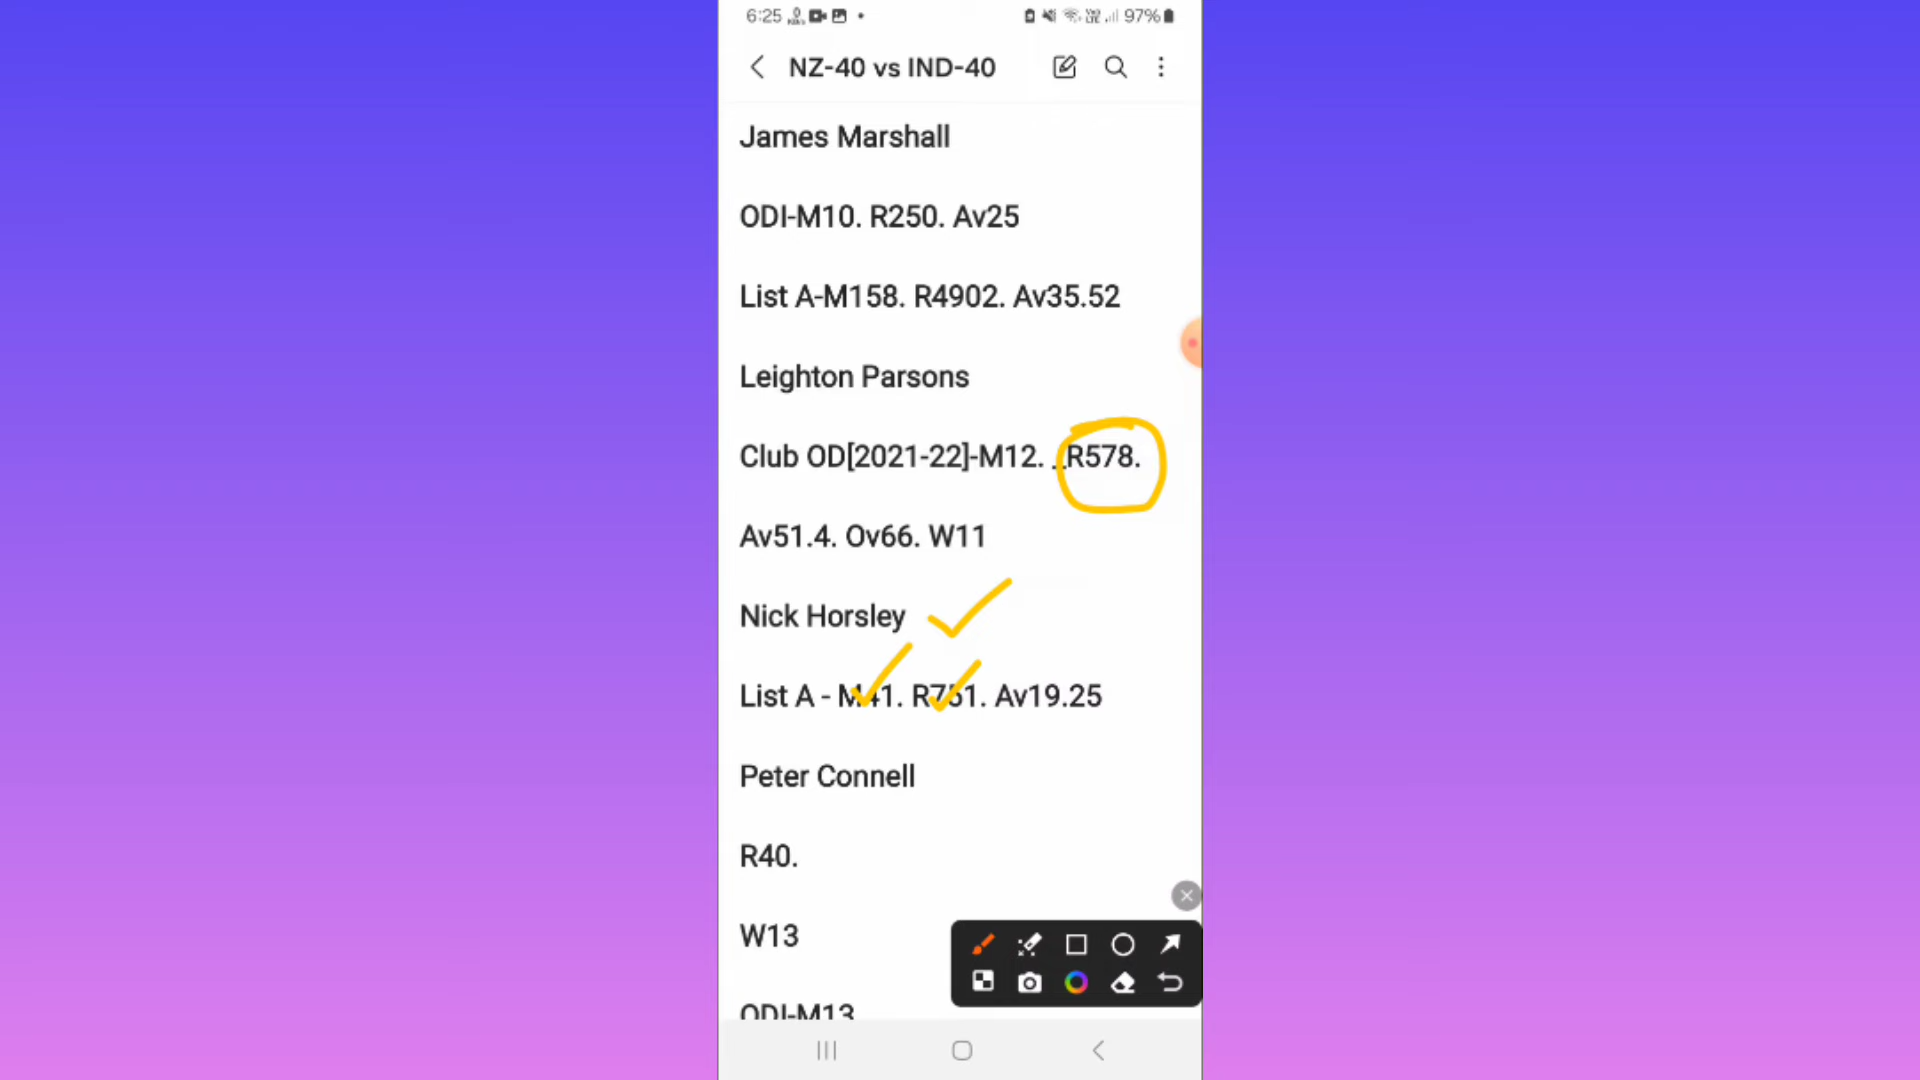 6:25 97%
NZ-40 vs IND-40
James Marshall
ODI-M10. R250. Av25
List A-M158. R4902. Av35.52
Leighton Parsons
Club OD[2021-22]-M12. _R578.
Av51.4. Ov66. W11
Nick Horsley
List A - M41. R751. Av19.25
Peter Connell
R40.
W13
ODI-M13